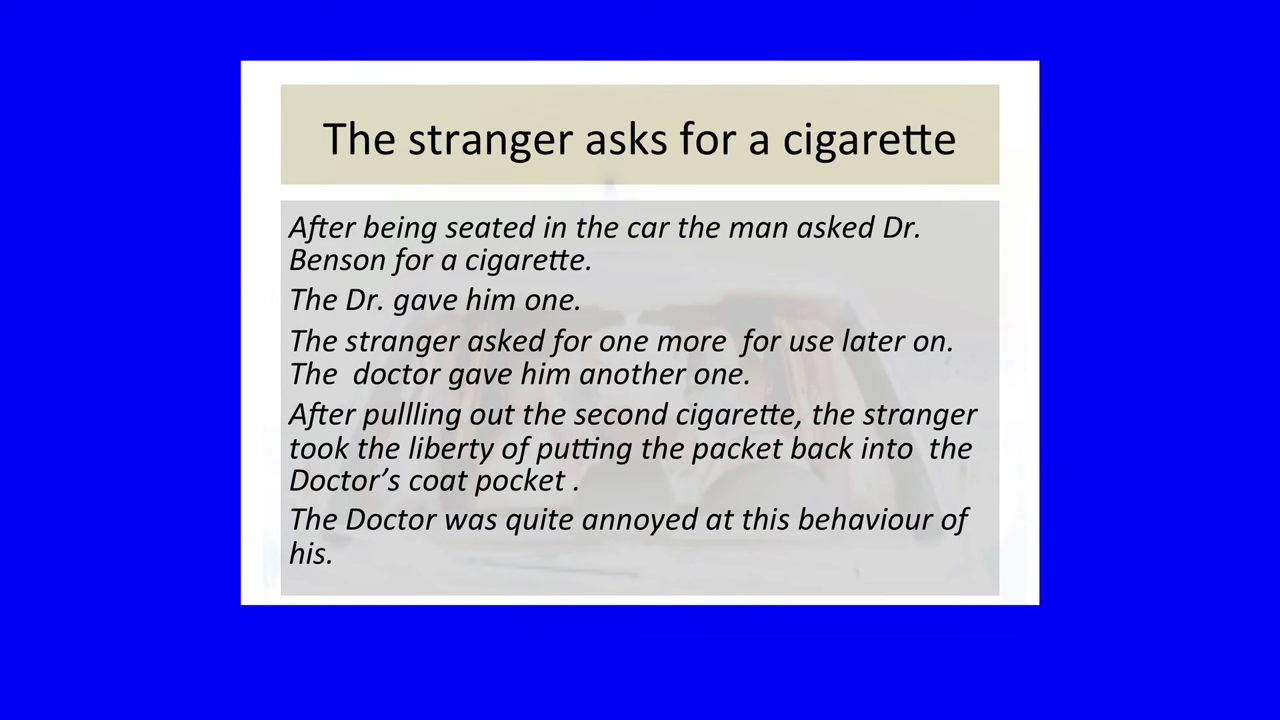 The stranger asks for a cigarette
After being seated in the car the man asked Dr.
Benson for a cigarette.
The Dr. gave him one.
The stranger asked for one more  for use later on.
The  doctor gave him another one.
After pullling out the second cigarette, the stranger
took the liberty of putting the packet back into  the
Doctor’s coat pocket .
The Doctor was quite annoyed at this behaviour of
his.